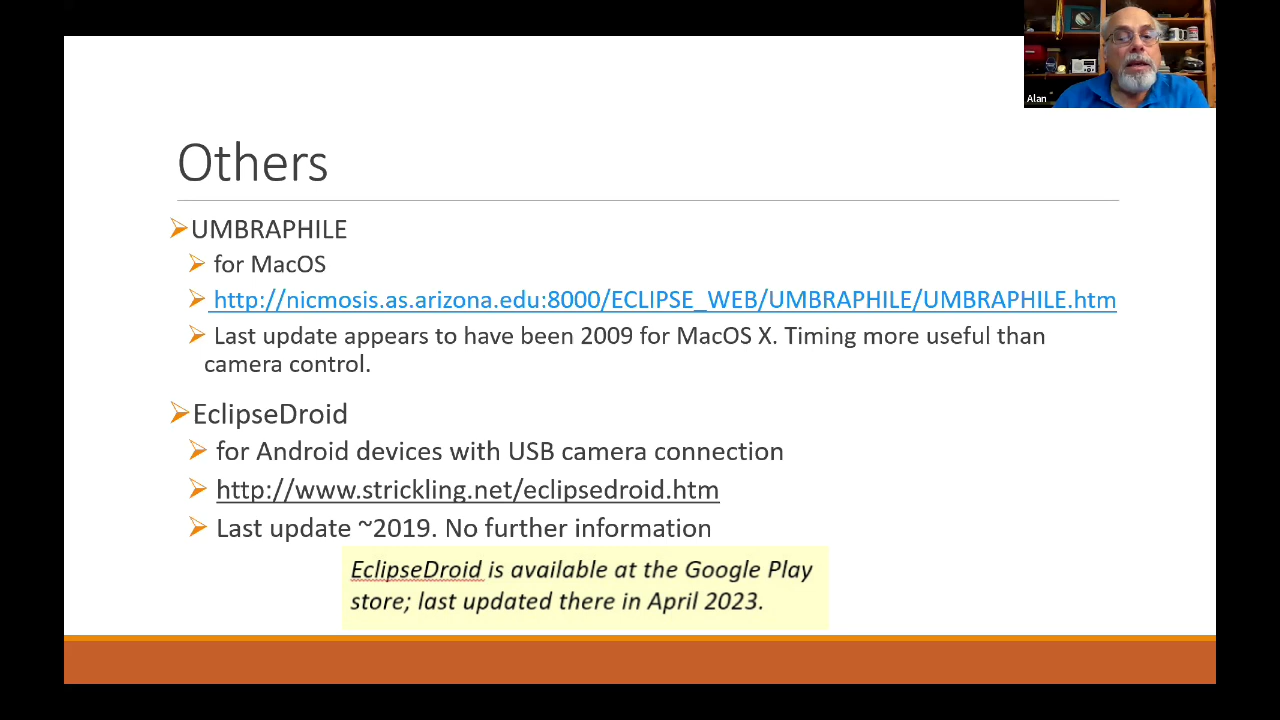 Alan
Others
UMBRAPHILE
for MacOS
http://nicmosis.as.arizona.edu:8000/ECLIPSE_WEB/UMBRAPHILE/UMBRAPHILE.htm
Last update appears to have been 2009 for MacOS X. Timing more useful than
camera control.
EclipseDroid
for Android devices with USB camera connection
http://www.strickling.net/eclipsedroid.htm
Last update ~2019. No further information
EclipseDroid is available at the Google Play
store; last updated there in April 2023.